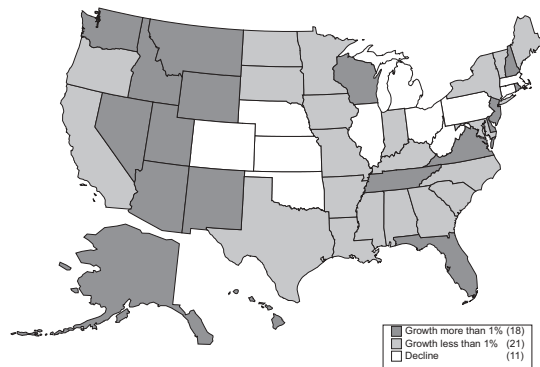 Growth more than 1% (18)
Growth less than 1% (21)
Decline (11)